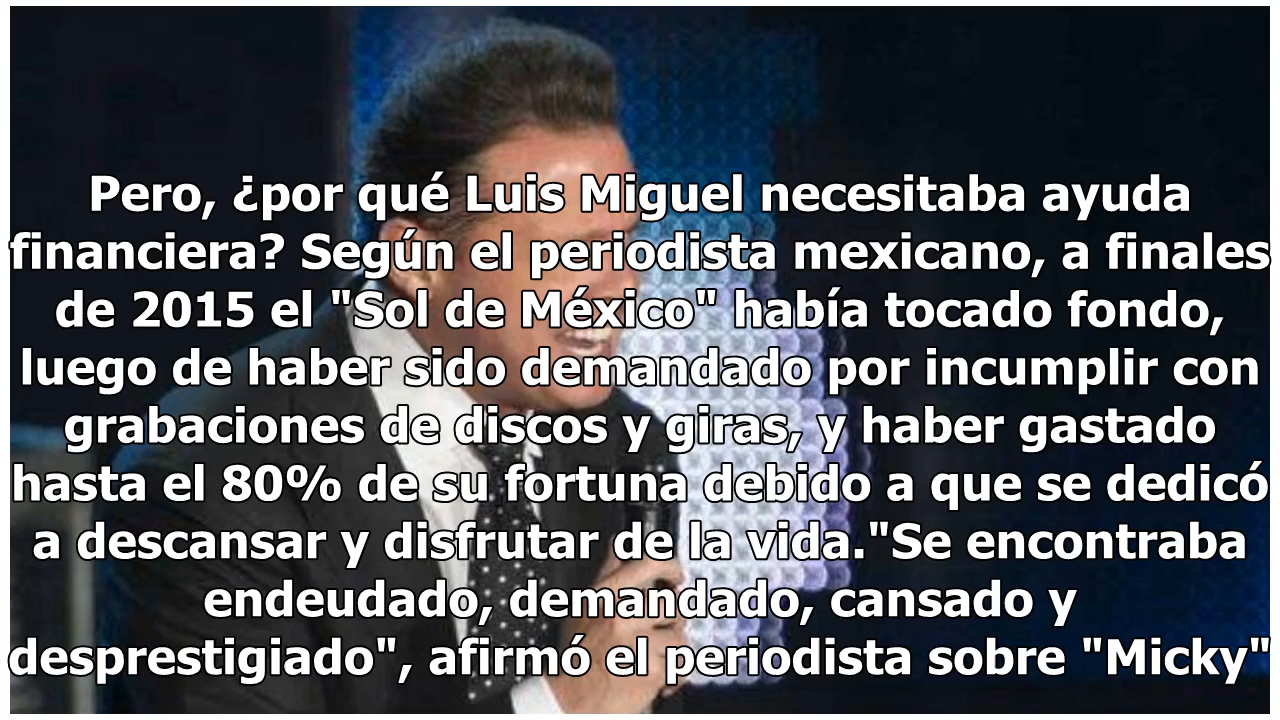 Pero, ¿por qué Luis Miguel necesitaba ayuda
financiera? Según el periodista mexicano, a finales
de 2015 el "Sol de México" había tocado fondo,
luego de haber sido demandado por incumplir con
grabaciones de discos y giras, y haber gastado
hasta el 80% de su fortuna debido a que se dedicó
a descansar y disfrutar de la vida."Se encontraba
endeudado, demandado, cansado y
desprestigiado", afirmó el periodista sobre "Micky"